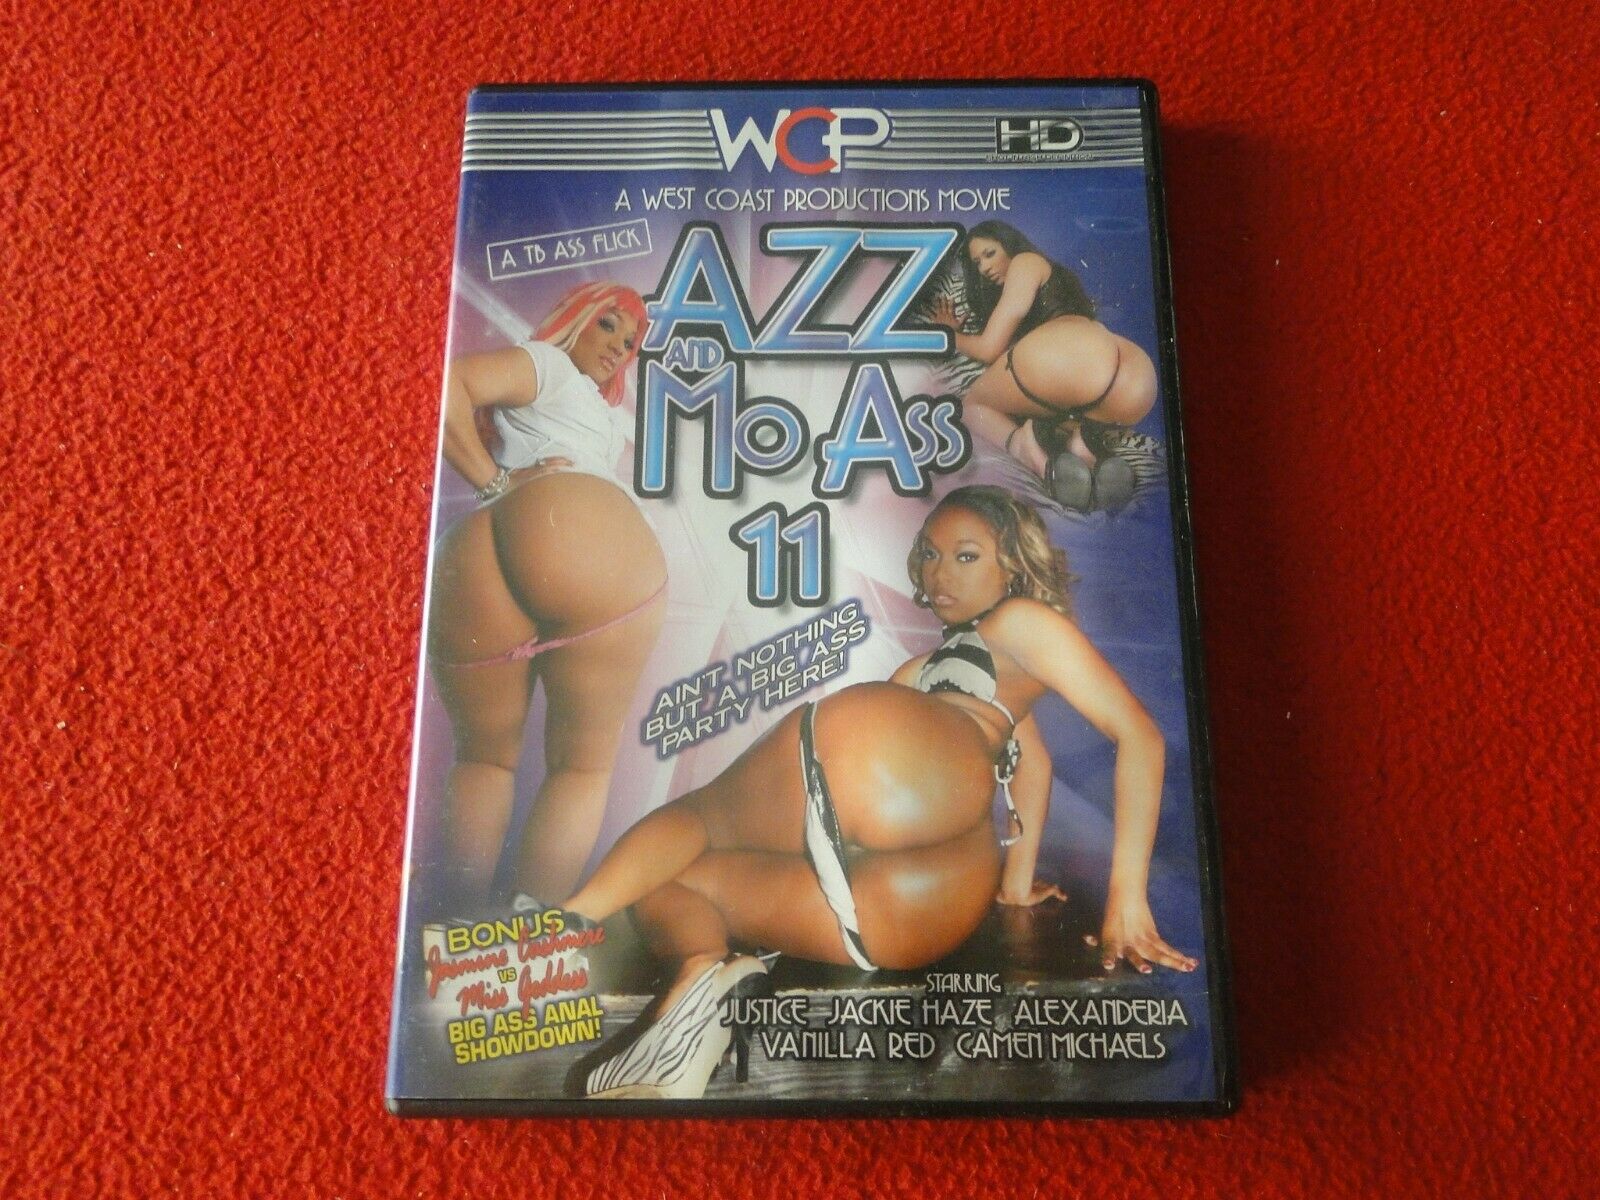 WCP
HD
A WEST COAST PRODUCTIONS MOVIE
A TB ASS FLICK
AZZ
AND
MO ASS
11
AIN'T NOTHING
BUT A BIG ASS
PARTY HERE!
BONUS
Jasmine Cashmere
VS
Miss Goddess
BIG ASS ANAL
SHOWDOWN!
STARRING
JUSTICE JACKIE HAZE ALEXANDERIA
VANILLA RED CAMEN MICHAELS